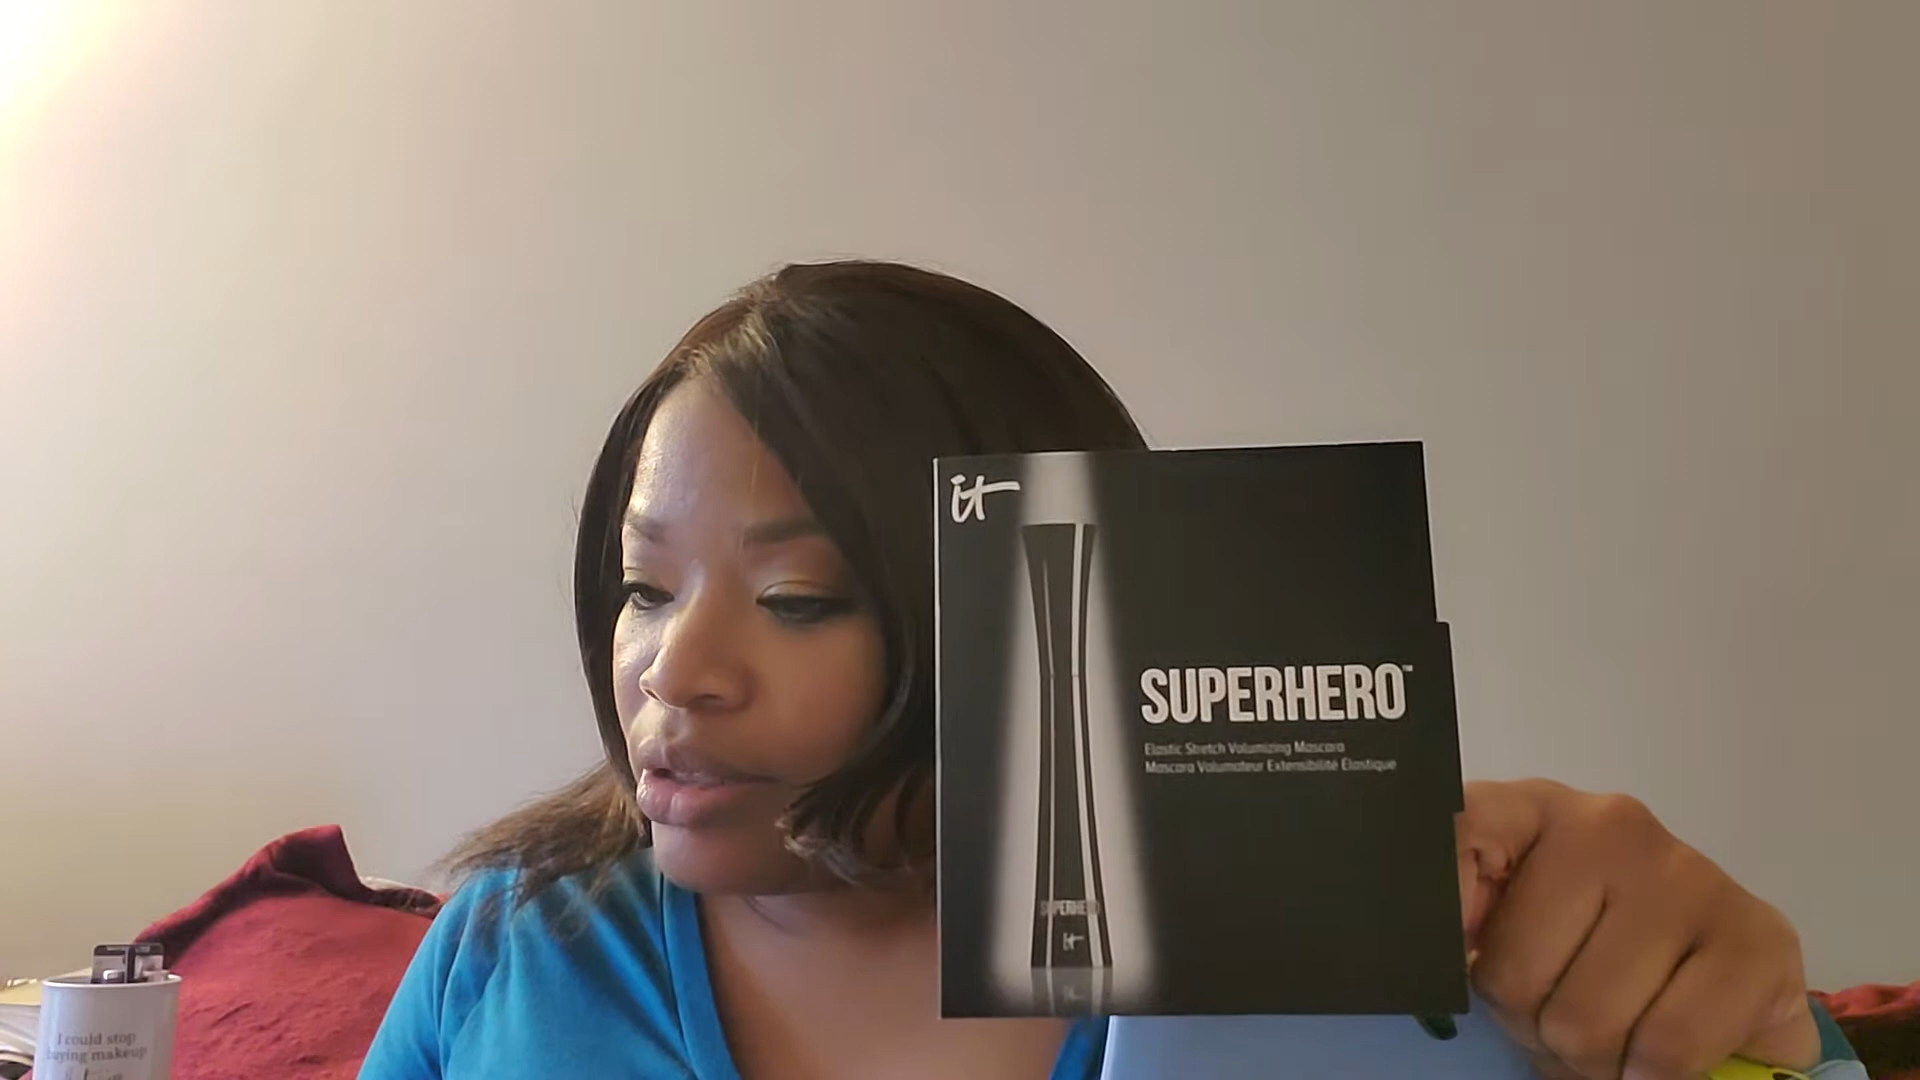 it
SUPERHERO™
Elastic Stretch Volumizing Mascara
Mascara Volumateur Extensibilité Élastique
SUPERHERO
it
I could stop
buying makeup